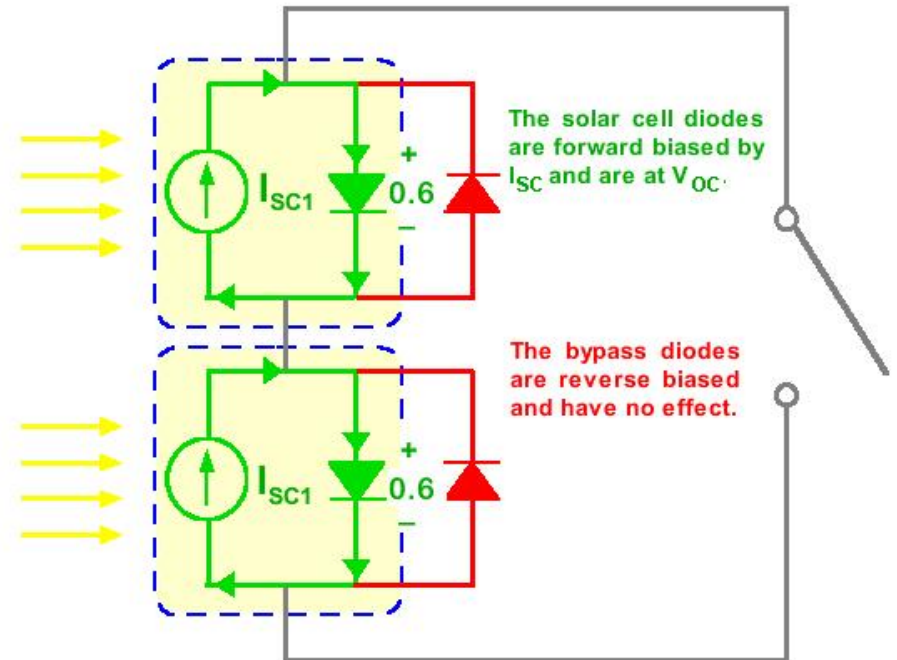 The solar cell diodes
are forward biased by
ISC and are at VOC.
+
ISC1
0.6
–
The bypass diodes
are reverse biased
and have no effect.
+
ISC1
0.6
–